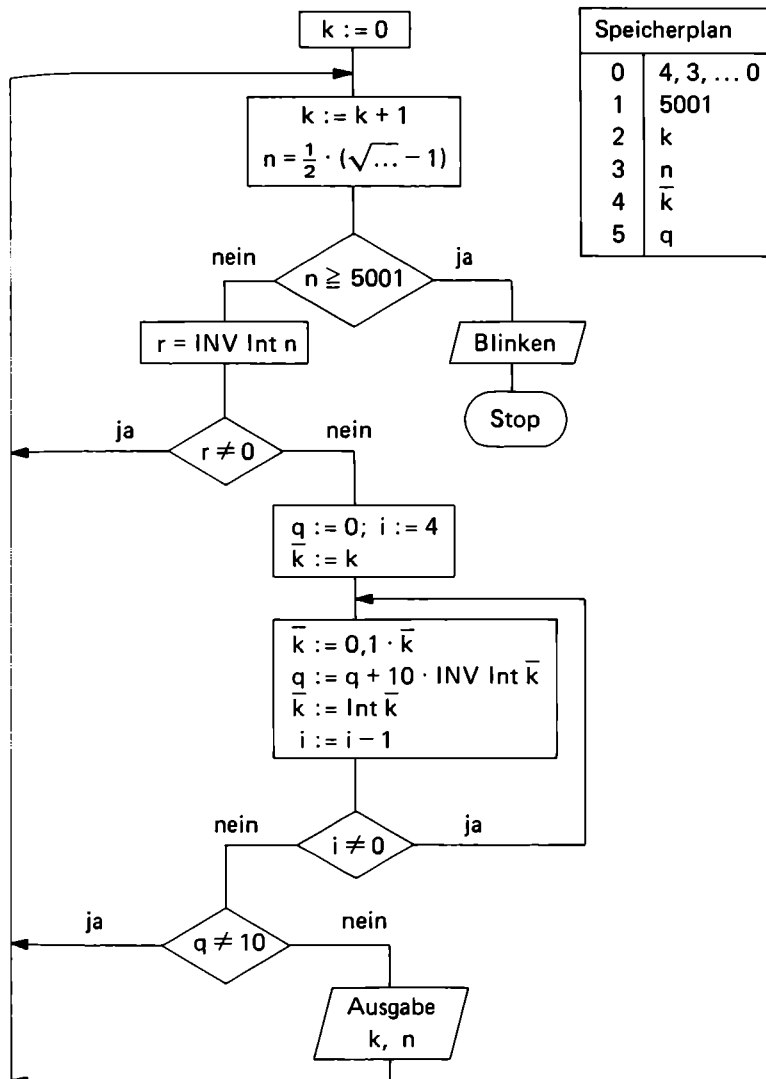 k := 0
Speicherplan
0 4, 3, ... 0
1 5001
2 k
3 n
4 k̅
5 q
k := k + 1
n = ½ · (√... − 1)
nein
ja
n ≧ 5001
r = INV Int n
Blinken
Stop
ja
nein
r ≠ 0
q := 0; i := 4
k̅ := k
k̅ := 0,1 · k̅
q := q + 10 · INV Int k̅
k̅ := Int k̅
i := i − 1
nein
ja
i ≠ 0
ja
nein
q ≠ 10
Ausgabe
k, n